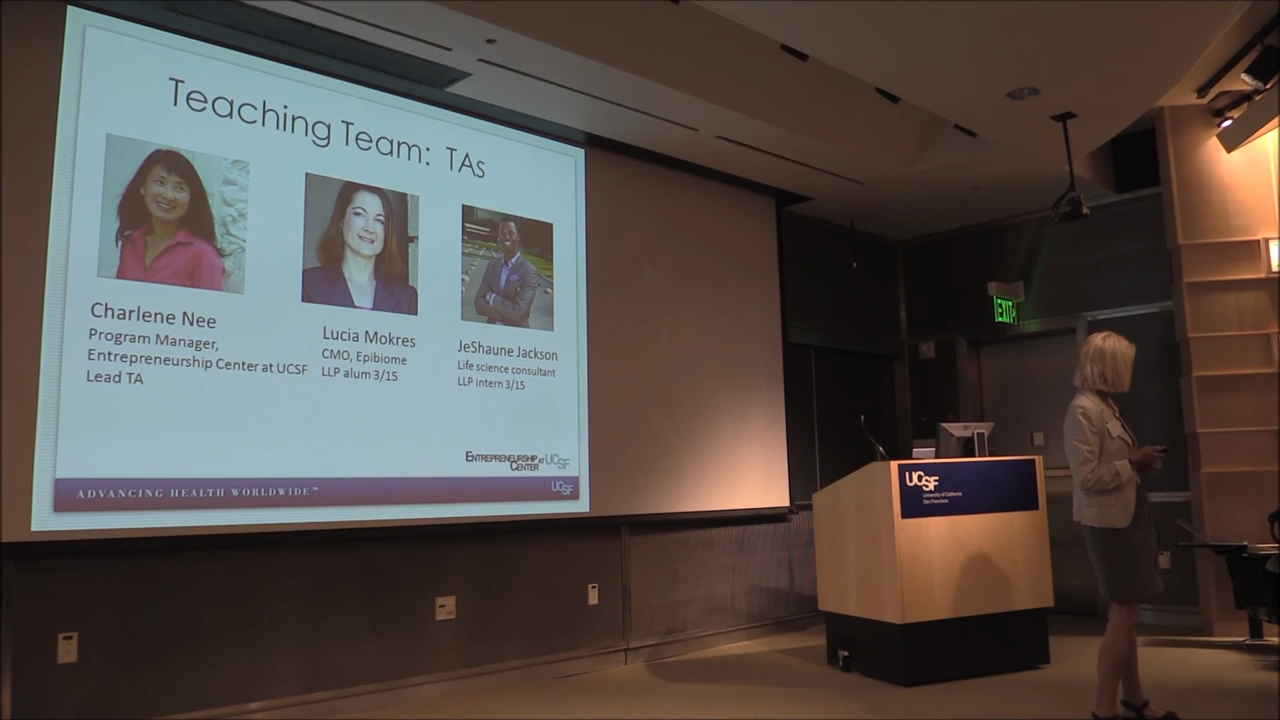 Teaching Team: TAs
Charlene Nee
Program Manager,
Entrepreneurship Center at UCSF
Lead TA
Lucia Mokres
CMO, Epibiome
LLP alum 3/15
JeShaune Jackson
Life science consultant
LLP intern 3/15
ENTREPRENEURSHIP AT UCSF
CENTER
ADVANCING HEALTH WORLDWIDE™
UCSF
EXIT
UCSF
University of California
San Francisco